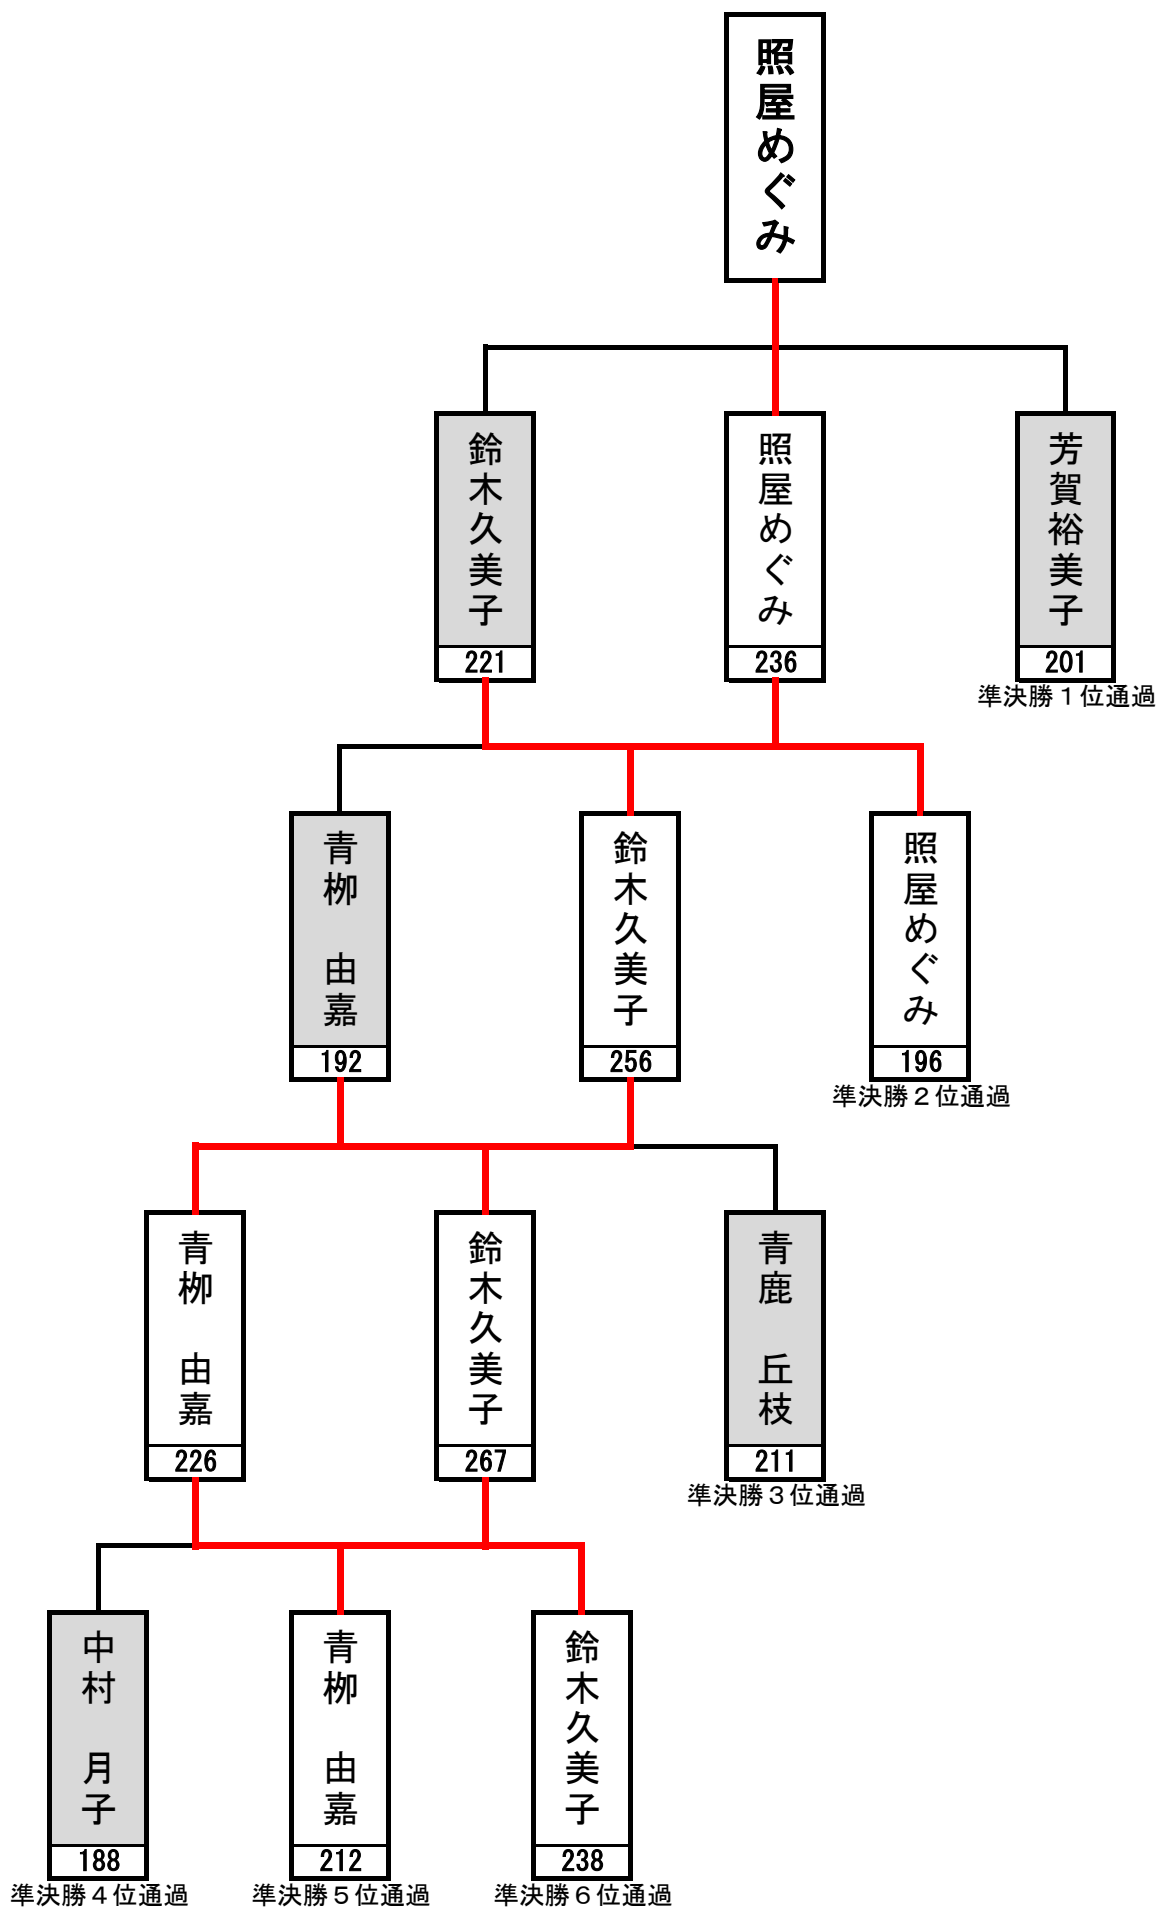 照屋めぐみ
鈴木久美子
221
照屋めぐみ
236
芳賀裕美子
201
準決勝１位通過
青栁　由嘉
192
鈴木久美子
256
照屋めぐみ
196
準決勝２位通過
青栁　由嘉
226
鈴木久美子
267
青鹿　丘枝
211
準決勝３位通過
中村　月子
188
準決勝４位通過
青栁　由嘉
212
準決勝５位通過
鈴木久美子
238
準決勝６位通過